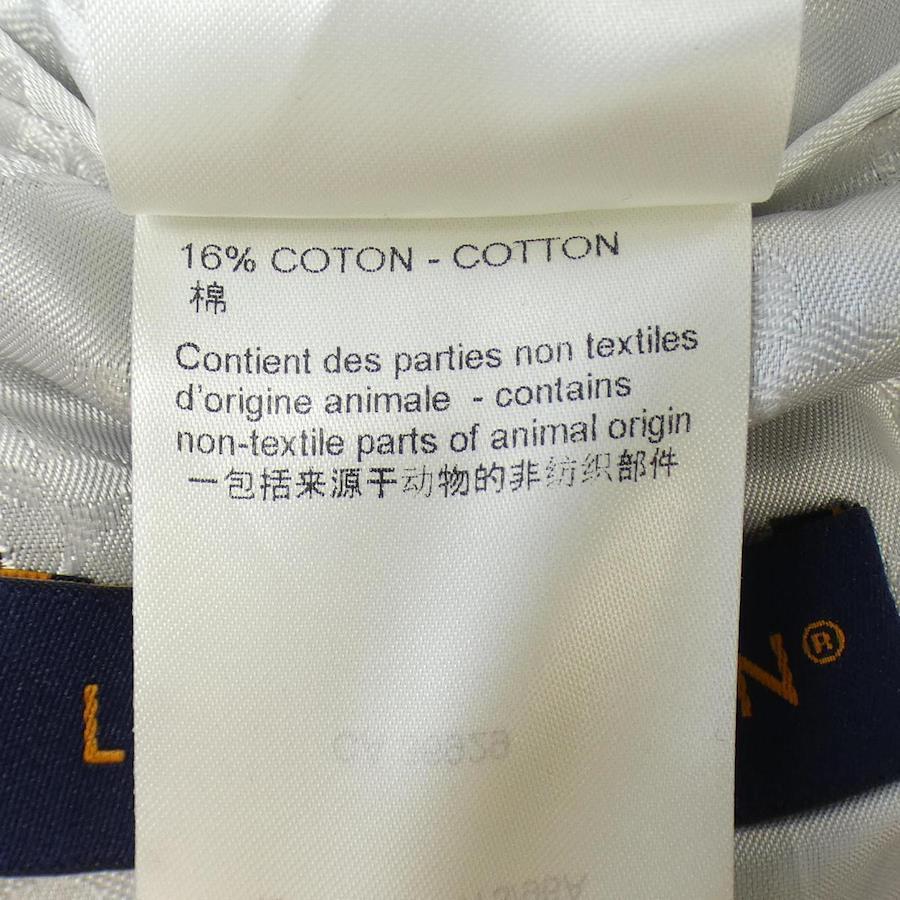 16% COTON - COTTON
棉
Contient des parties non textiles
d'origine animale - contains
non-textile parts of animal origin
一包括来源于动物的非纺织部件
L
N®